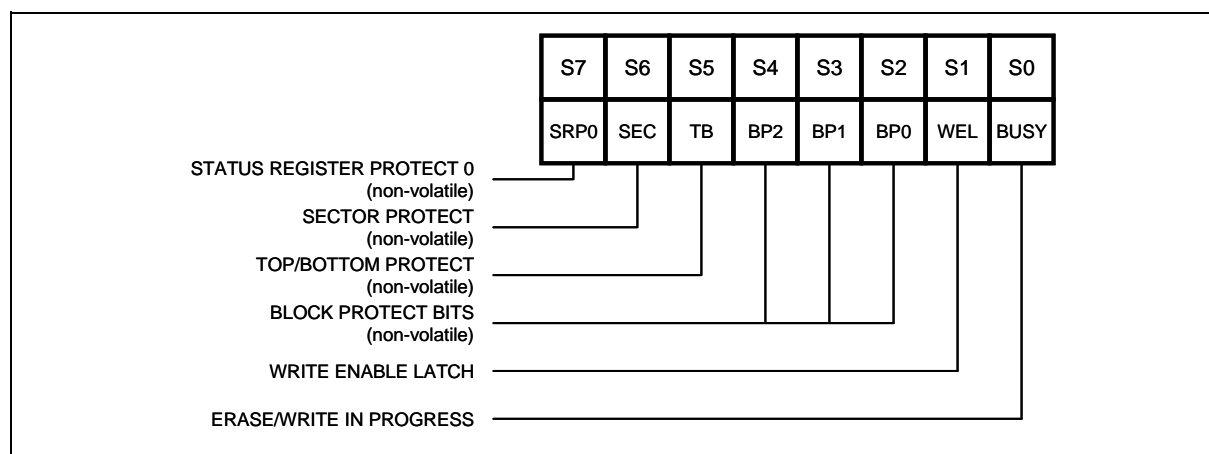 S7 S6 S5 S4 S3 S2 S1 S0
SRP0 SEC TB BP2 BP1 BP0 WEL BUSY
STATUS REGISTER PROTECT 0
(non-volatile)
SECTOR PROTECT
(non-volatile)
TOP/BOTTOM PROTECT
(non-volatile)
BLOCK PROTECT BITS
(non-volatile)
WRITE ENABLE LATCH
ERASE/WRITE IN PROGRESS